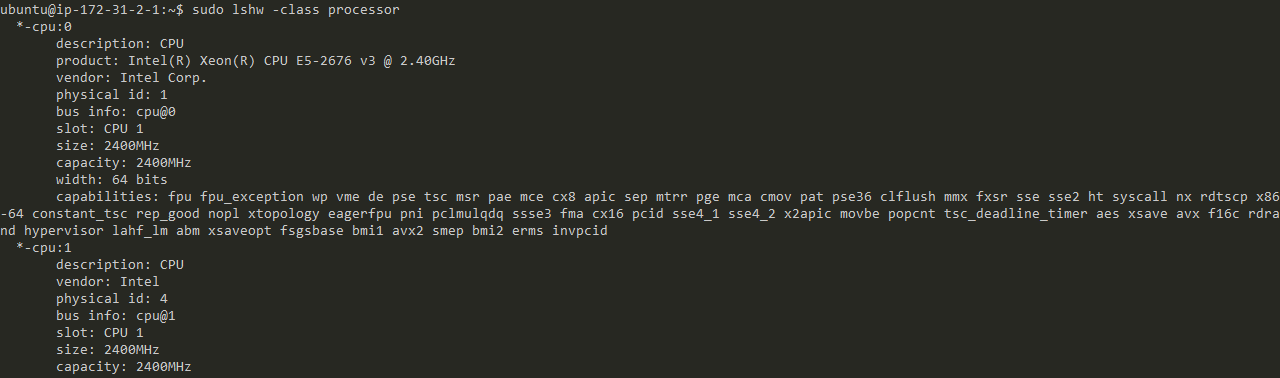 ubuntu@ip-172-31-2-1:~$ sudo lshw -class processor
  *-cpu:0
       description: CPU
       product: Intel(R) Xeon(R) CPU E5-2676 v3 @ 2.40GHz
       vendor: Intel Corp.
       physical id: 1
       bus info: cpu@0
       slot: CPU 1
       size: 2400MHz
       capacity: 2400MHz
       width: 64 bits
       capabilities: fpu fpu_exception wp vme de pse tsc msr pae mce cx8 apic sep mtrr pge mca cmov pat pse36 clflush mmx fxsr sse sse2 ht syscall nx rdtscp x86
-64 constant_tsc rep_good nopl xtopology eagerfpu pni pclmulqdq ssse3 fma cx16 pcid sse4_1 sse4_2 x2apic movbe popcnt tsc_deadline_timer aes xsave avx f16c rdra
nd hypervisor lahf_lm abm xsaveopt fsgsbase bmi1 avx2 smep bmi2 erms invpcid
  *-cpu:1
       description: CPU
       vendor: Intel
       physical id: 4
       bus info: cpu@1
       slot: CPU 1
       size: 2400MHz
       capacity: 2400MHz